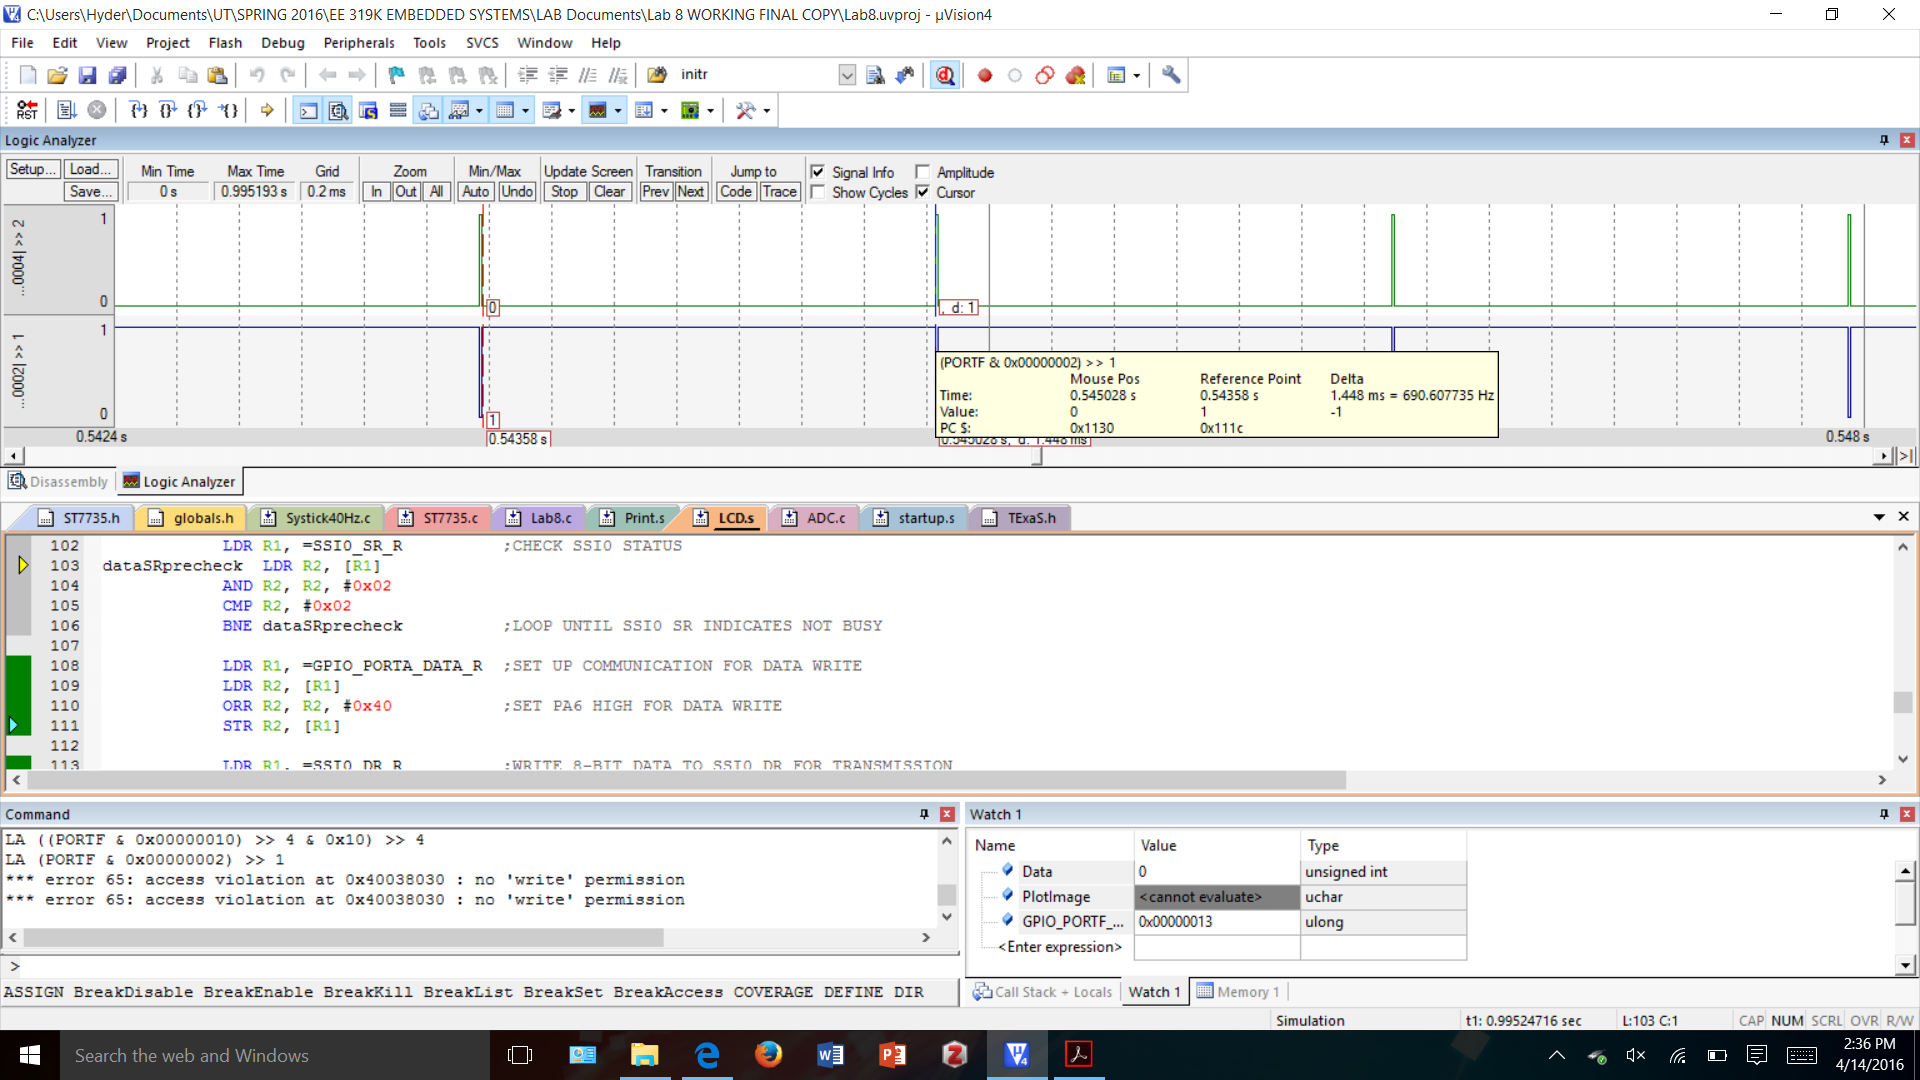 C:\Users\Hyder\Documents\UT\SPRING 2016\EE 319K EMBEDDED SYSTEMS\LAB Documents\Lab 8 WORKING FINAL COPY\Lab8.uvproj - µVision4
File Edit View Project Flash Debug Peripherals Tools SVCS Window Help
initr
RST
Logic Analyzer
Setup... Load... Min Time Max Time Grid Zoom Min/Max Update Screen Transition Jump to Signal Info Amplitude
Save... 0 s 0.995193 s 0.2 ms In Out All Auto Undo Stop Clear Prev Next Code Trace Show Cycles Cursor
1
...0004| >> 2
0
0
, d: 1
1
...0002| >> 1
0
1
(PORTF & 0x00000002) >> 1
Mouse Pos Reference Point Delta
Time: 0.545028 s 0.54358 s 1.448 ms = 690.607735 Hz
Value: 0 1 -1
PC $: 0x1130 0x111c
0.5424 s 0.54358 s 0.545028 s, d: 1.448 ms 0.548 s
Disassembly Logic Analyzer
ST7735.h globals.h Systick40Hz.c ST7735.c Lab8.c Print.s LCD.s ADC.c startup.s TExaS.h
102 LDR R1, =SSI0_SR_R ;CHECK SSI0 STATUS
103 dataSRprecheck LDR R2, [R1]
104 AND R2, R2, #0x02
105 CMP R2, #0x02
106 BNE dataSRprecheck ;LOOP UNTIL SSI0 SR INDICATES NOT BUSY
107
108 LDR R1, =GPIO_PORTA_DATA_R ;SET UP COMMUNICATION FOR DATA WRITE
109 LDR R2, [R1]
110 ORR R2, R2, #0x40 ;SET PA6 HIGH FOR DATA WRITE
111 STR R2, [R1]
112
113 LDR R1, =SSI0_DR_R ;WRITE 8-BIT DATA TO SSI0 DR FOR TRANSMISSION
Command
LA ((PORTF & 0x00000010) >> 4 & 0x10) >> 4
LA (PORTF & 0x00000002) >> 1
*** error 65: access violation at 0x40038030 : no 'write' permission
*** error 65: access violation at 0x40038030 : no 'write' permission
>
ASSIGN BreakDisable BreakEnable BreakKill BreakList BreakSet BreakAccess COVERAGE DEFINE DIR
Watch 1
Name Value Type
Data 0 unsigned int
PlotImage <cannot evaluate> uchar
GPIO_PORTF_... 0x00000013 ulong
<Enter expression>
Call Stack + Locals Watch 1 Memory 1
Simulation t1: 0.99524716 sec L:103 C:1 CAP NUM SCRL OVR R/W
Search the web and Windows
2:36 PM
4/14/2016